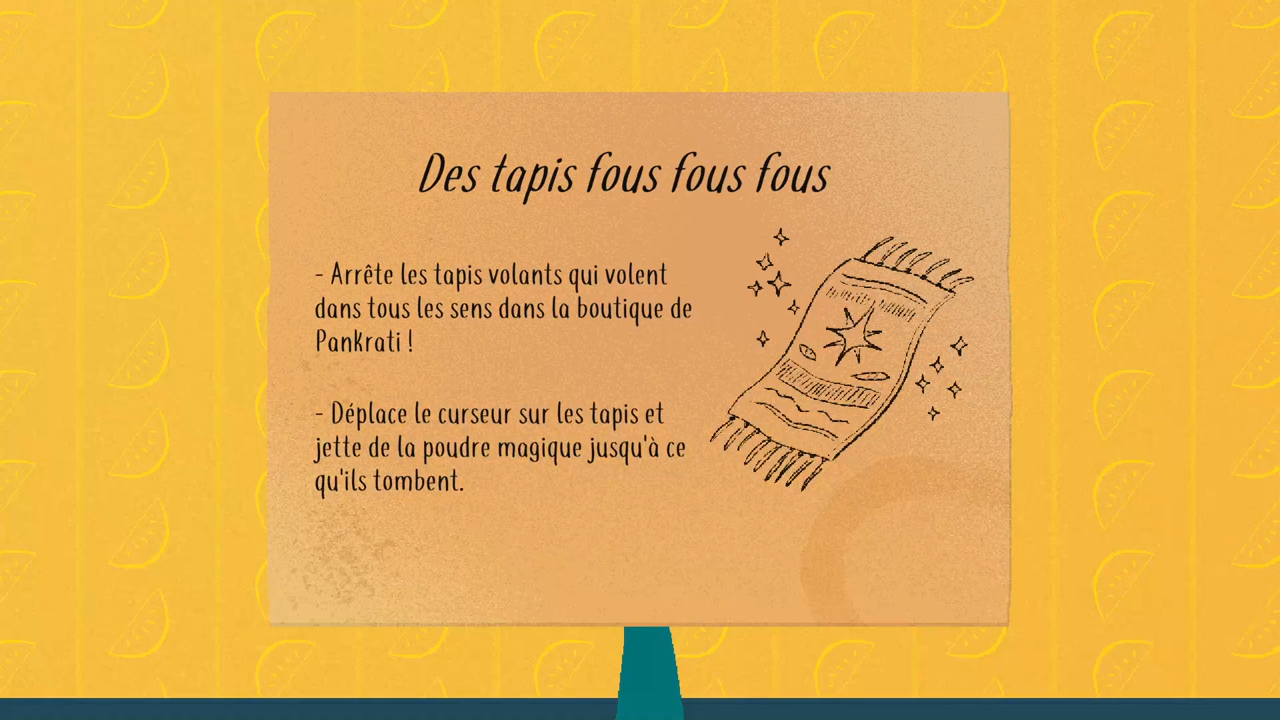 Des tapis fous fous fous
- Arrête les tapis volants qui volent
dans tous les sens dans la boutique de
Pankrati !
- Déplace le curseur sur les tapis et
jette de la poudre magique jusqu'à ce
qu'ils tombent.